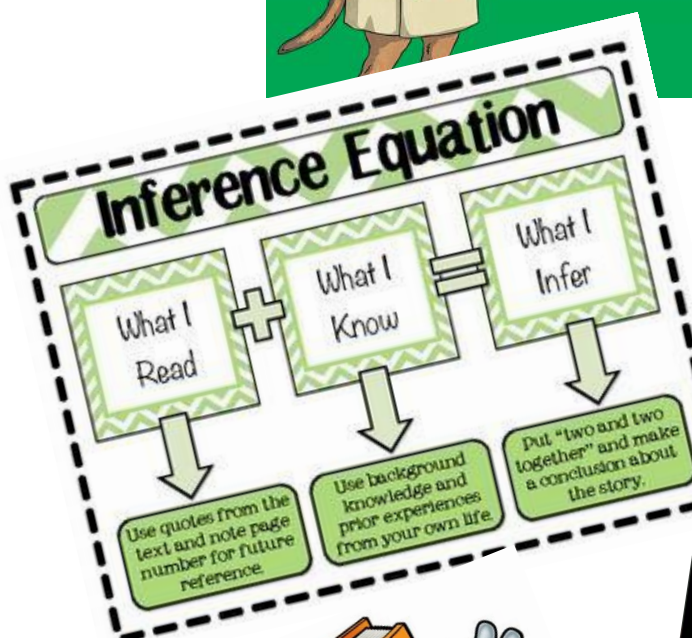 Inference Equation
What I
Read
What I
Know
What I
Infer
Use quotes from the
text and note page
number for future
reference.
Use background
knowledge and
prior experiences
from your own life.
Put "two and two
together" and make
a conclusion about
the story.